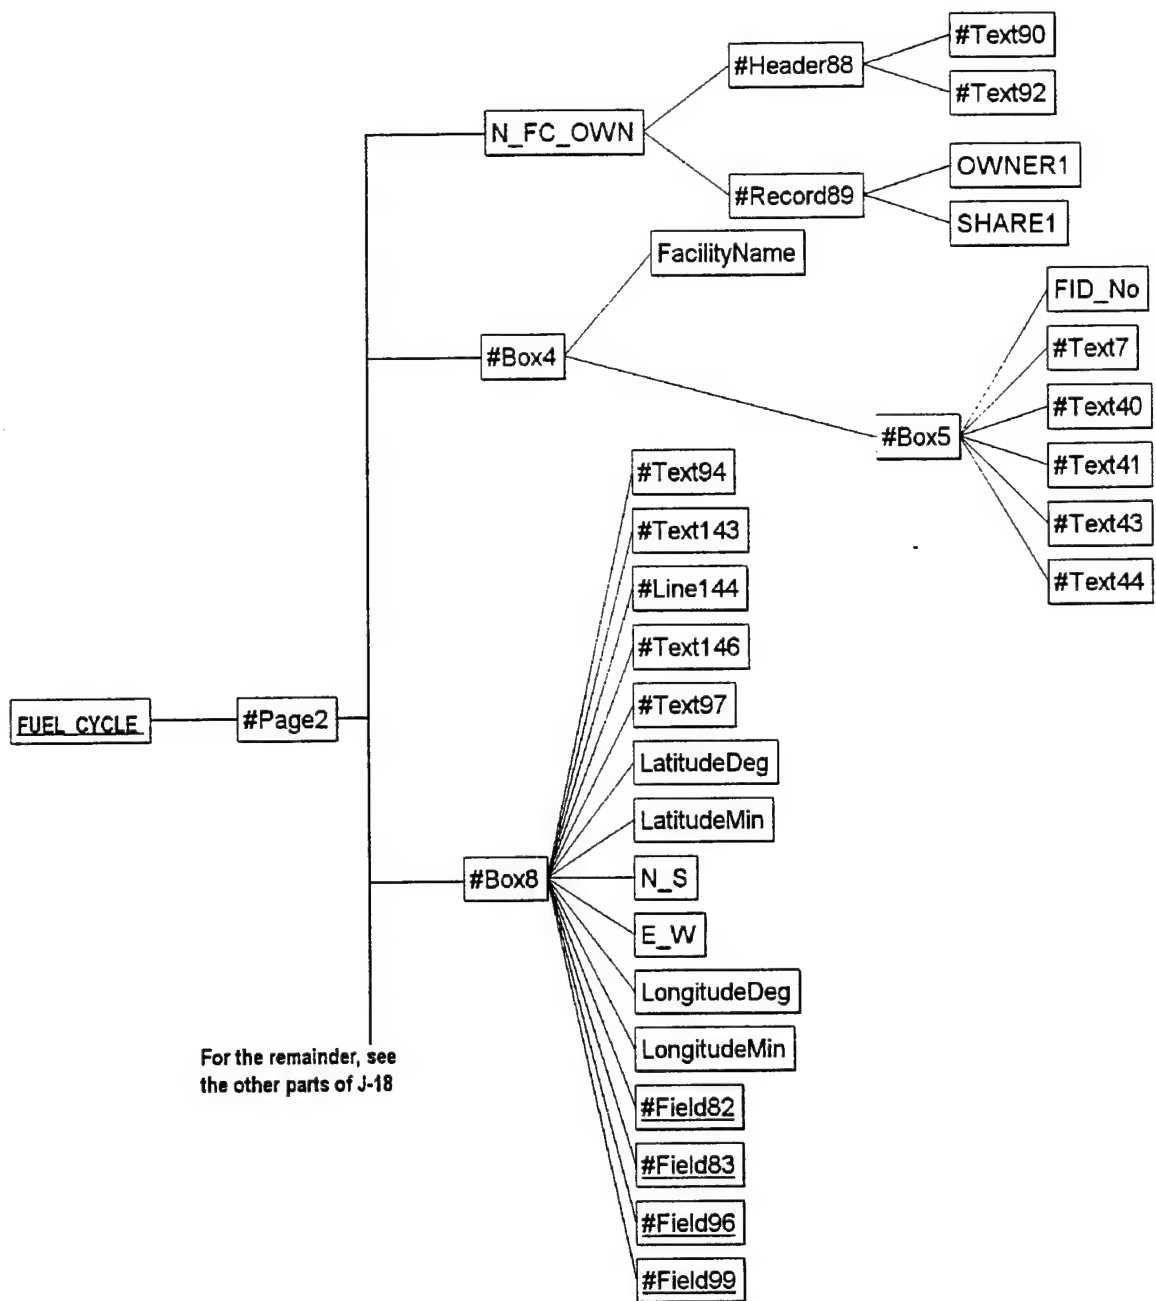 #Text90
#Header88
#Text92
N_FC_OWN
OWNER1
#Record89
SHARE1
FacilityName
FID_No
#Text7
#Box4
#Text40
#Box5
#Text41
#Text94
#Text43
#Text143
#Text44
#Line144
#Text146
#Text97
FUEL_CYCLE
#Page2
LatitudeDeg
LatitudeMin
#Box8
N_S
E_W
LongitudeDeg
LongitudeMin
For the remainder, see
the other parts of J-18
#Field82
#Field83
#Field96
#Field99